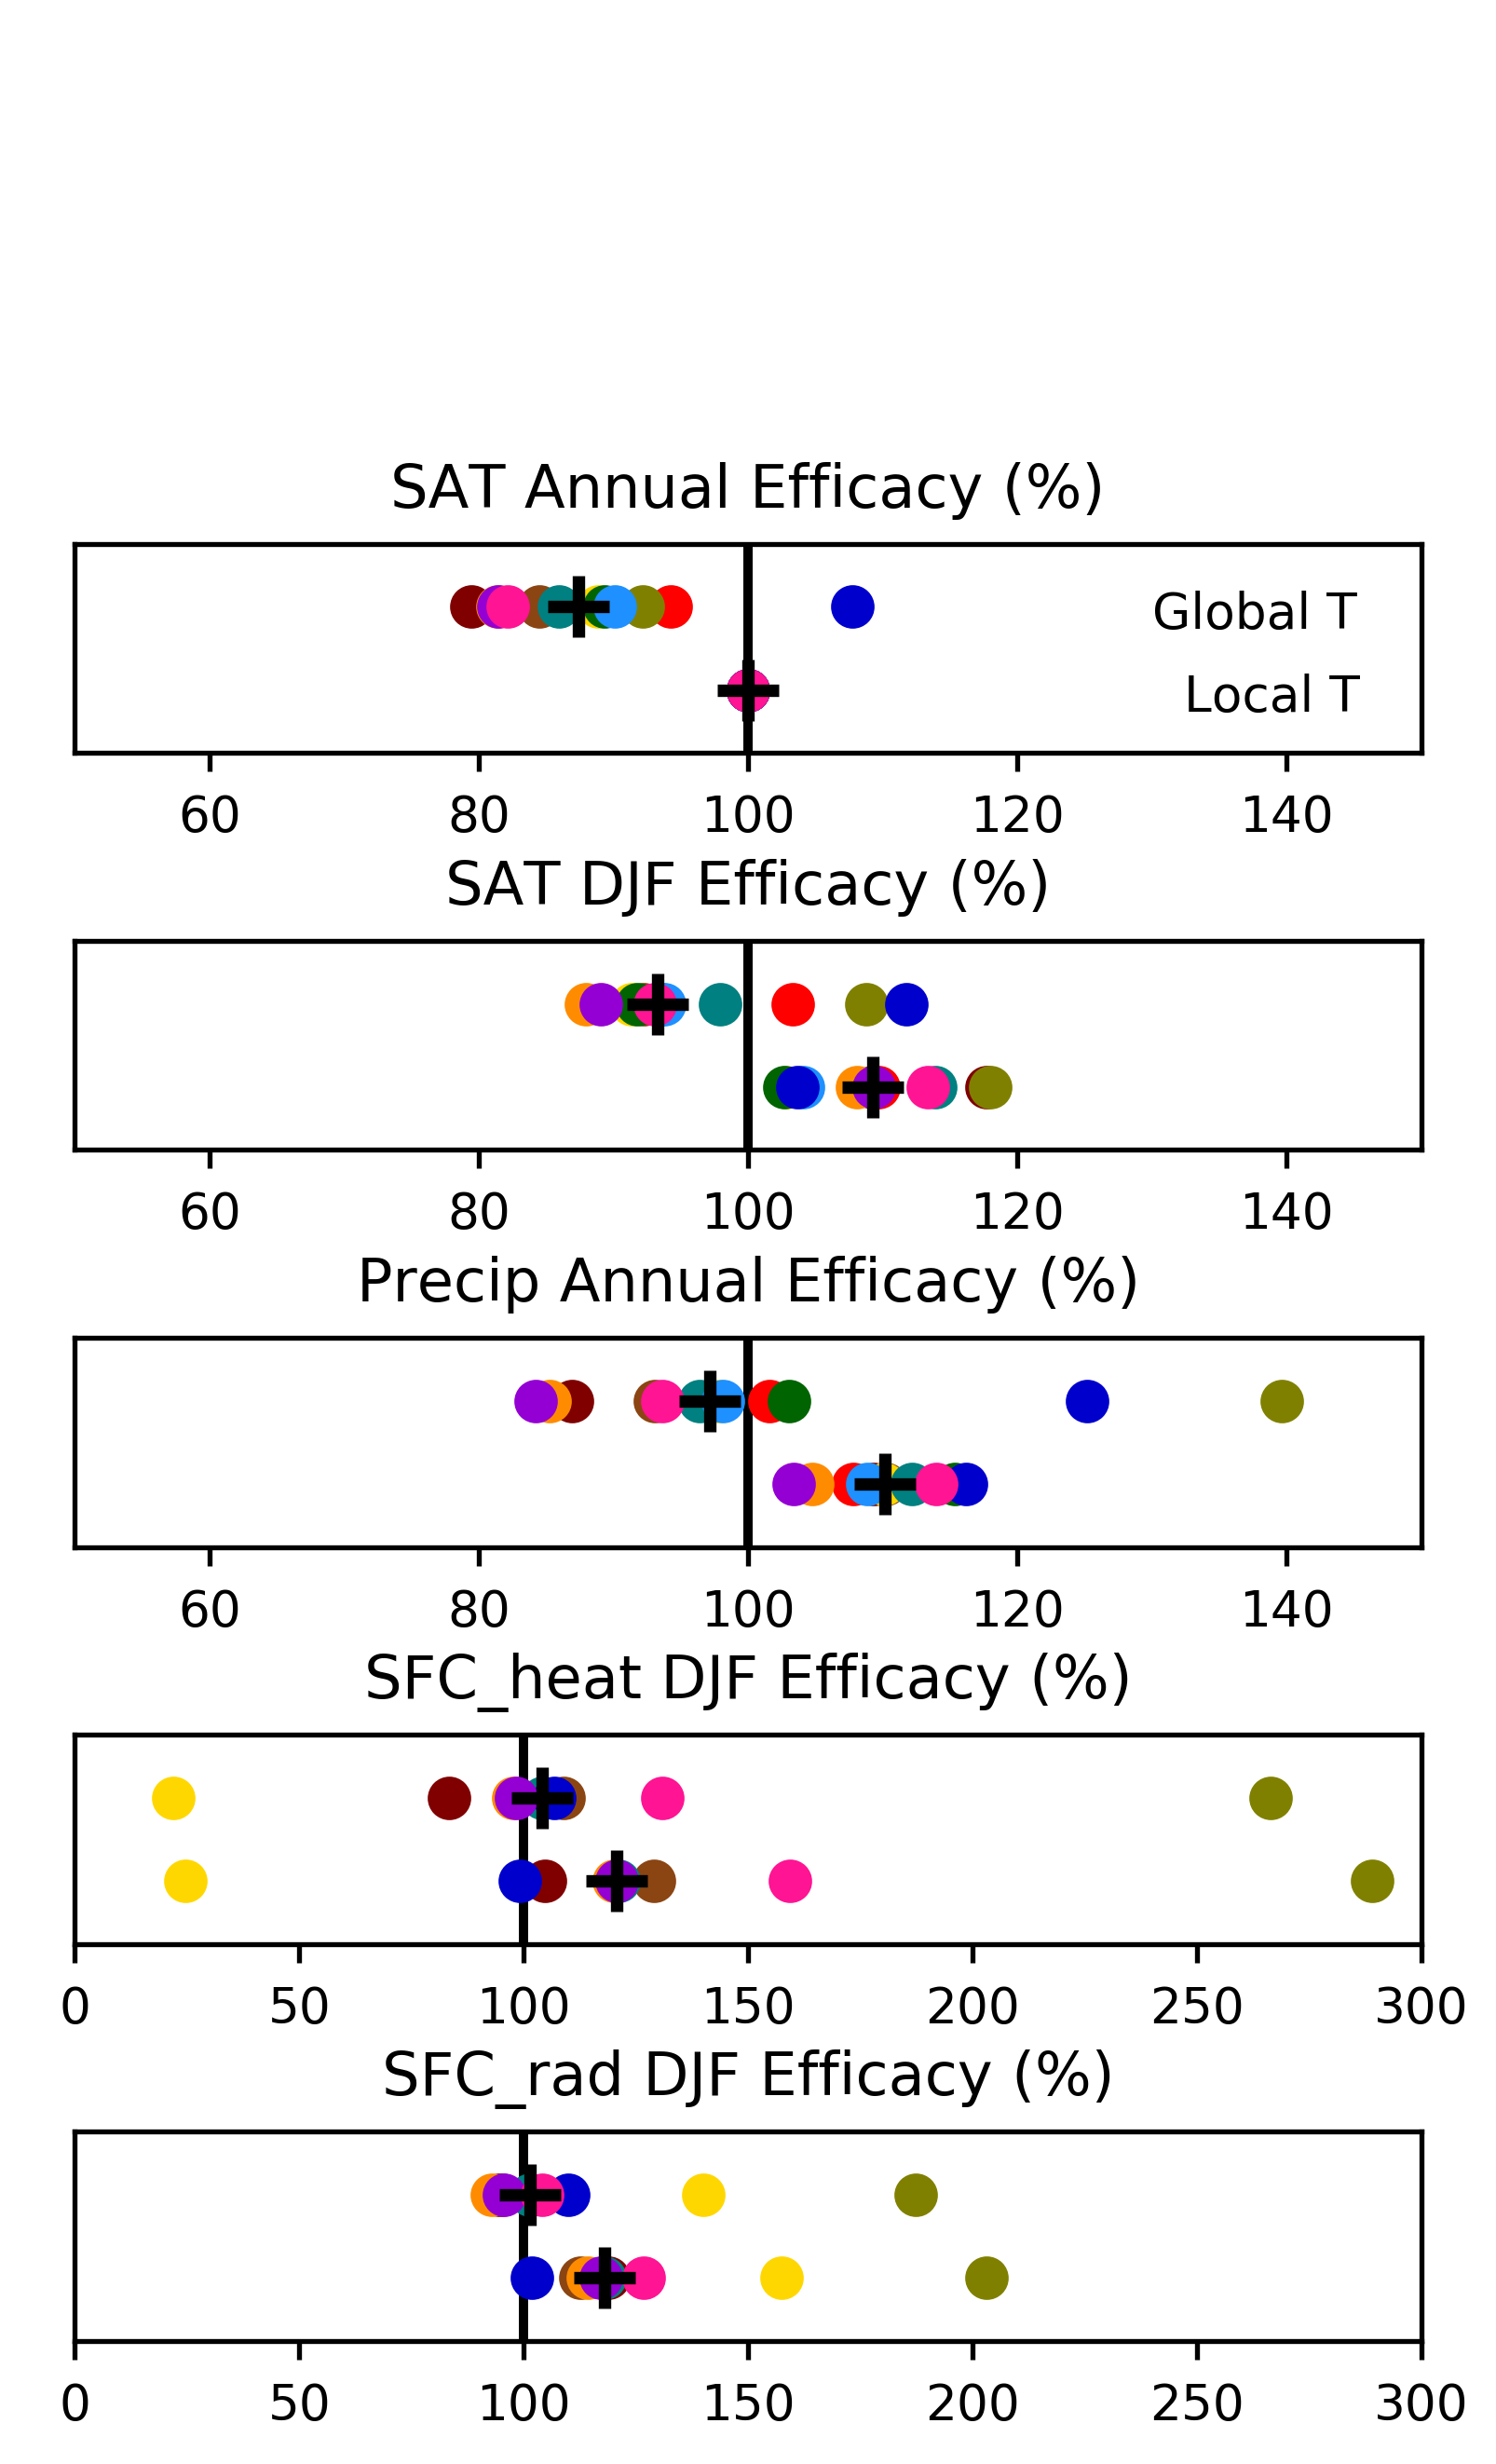 SAT Annual Efficacy (%)
Global T
Local T
60 80 100 120 140
SAT DJF Efficacy (%)
60 80 100 120 140
Precip Annual Efficacy (%)
60 80 100 120 140
SFC_heat DJF Efficacy (%)
0 50 100 150 200 250 300
SFC_rad DJF Efficacy (%)
0 50 100 150 200 250 300